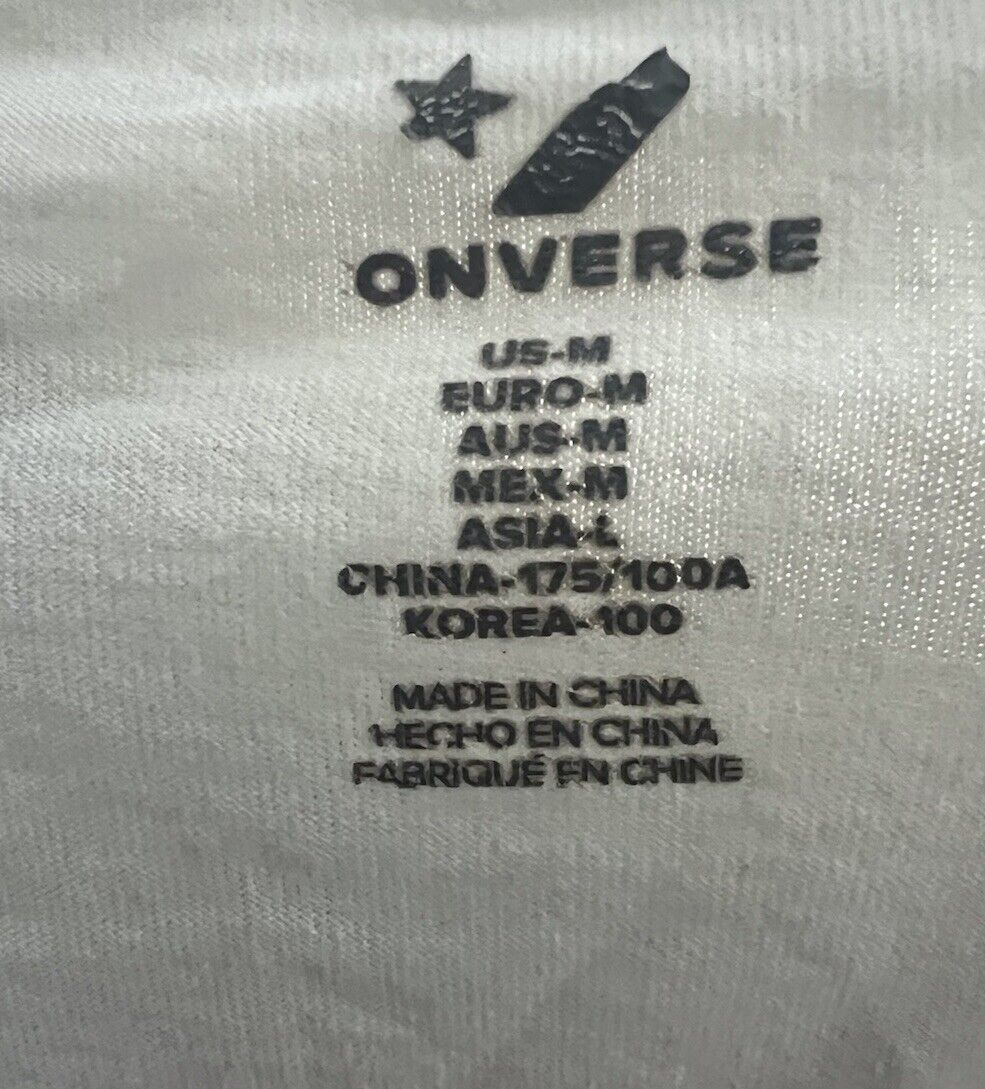 ONVERSE
US-M
EURO-M
AUS-M
MEX-M
ASIA-L
CHINA-175/100A
KOREA-100
MADE IN CHINA
HECHO EN CHINA
FABRIQUÉ EN CHINE